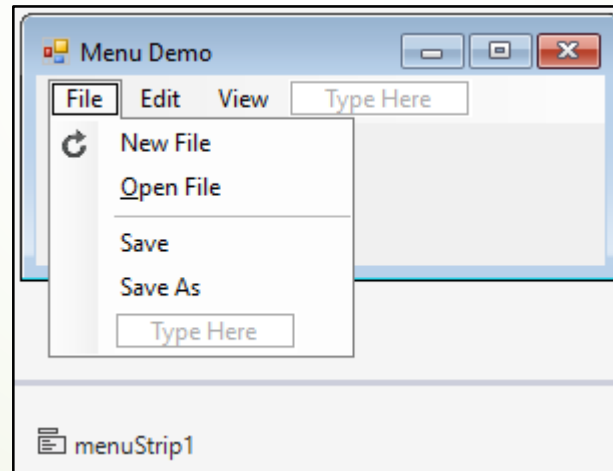 Menu Demo
File Edit View Type Here
New File
Open File
Save
Save As
Type Here
menuStrip1